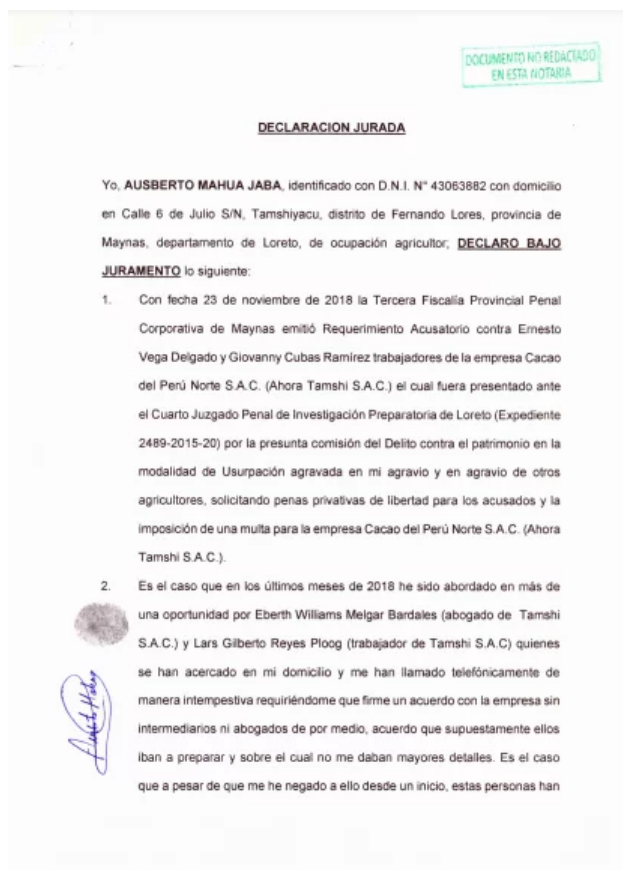 DOCUMENTO NO REDACTADO
EN ESTA NOTARIA
DECLARACION JURADA
Yo, AUSBERTO MAHUA JABA, identificado con D.N.I. N° 43063882 con domicilio
en Calle 6 de Julio S/N, Tamshiyacu, distrito de Fernando Lores, provincia de
Maynas, departamento de Loreto, de ocupación agricultor; DECLARO BAJO
JURAMENTO lo siguiente:
1. Con fecha 23 de noviembre de 2018 la Tercera Fiscalía Provincial Penal
Corporativa de Maynas emitió Requerimiento Acusatorio contra Ernesto
Vega Delgado y Giovanny Cubas Ramírez trabajadores de la empresa Cacao
del Perú Norte S.A.C. (Ahora Tamshi S.A.C.) el cual fuera presentado ante
el Cuarto Juzgado Penal de Investigación Preparatoria de Loreto (Expediente
2489-2015-20) por la presunta comisión del Delito contra el patrimonio en la
modalidad de Usurpación agravada en mi agravio y en agravio de otros
agricultores, solicitando penas privativas de libertad para los acusados y la
imposición de una multa para la empresa Cacao del Perú Norte S.A.C. (Ahora
Tamshi S.A.C.).
2. Es el caso que en los últimos meses de 2018 he sido abordado en más de
una oportunidad por Eberth Williams Melgar Bardales (abogado de Tamshi
S.A.C.) y Lars Gilberto Reyes Ploog (trabajador de Tamshi S.A.C) quienes
se han acercado en mi domicilio y me han llamado telefónicamente de
manera intempestiva requiriéndome que firme un acuerdo con la empresa sin
intermediarios ni abogados de por medio, acuerdo que supuestamente ellos
iban a preparar y sobre el cual no me daban mayores detalles. Es el caso
que a pesar de que me he negado a ello desde un inicio, estas personas han